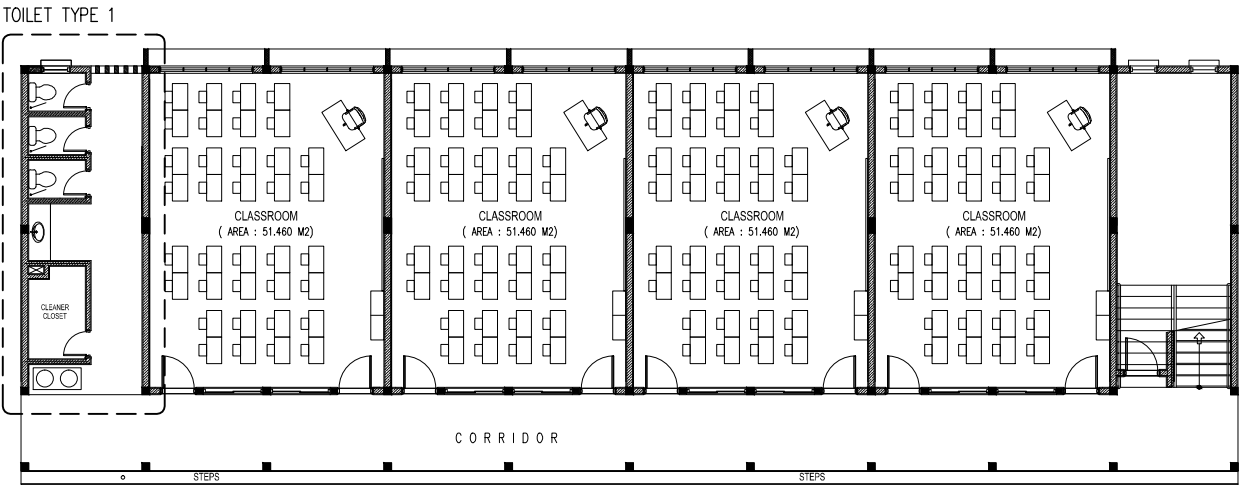 TOILET TYPE 1
CLASSROOM
( AREA : 51.460 M2)
CLASSROOM
( AREA : 51.460 M2)
CLASSROOM
( AREA : 51.460 M2)
CLASSROOM
( AREA : 51.460 M2)
CLEANER
CLOSET
CORRIDOR
STEPS
STEPS